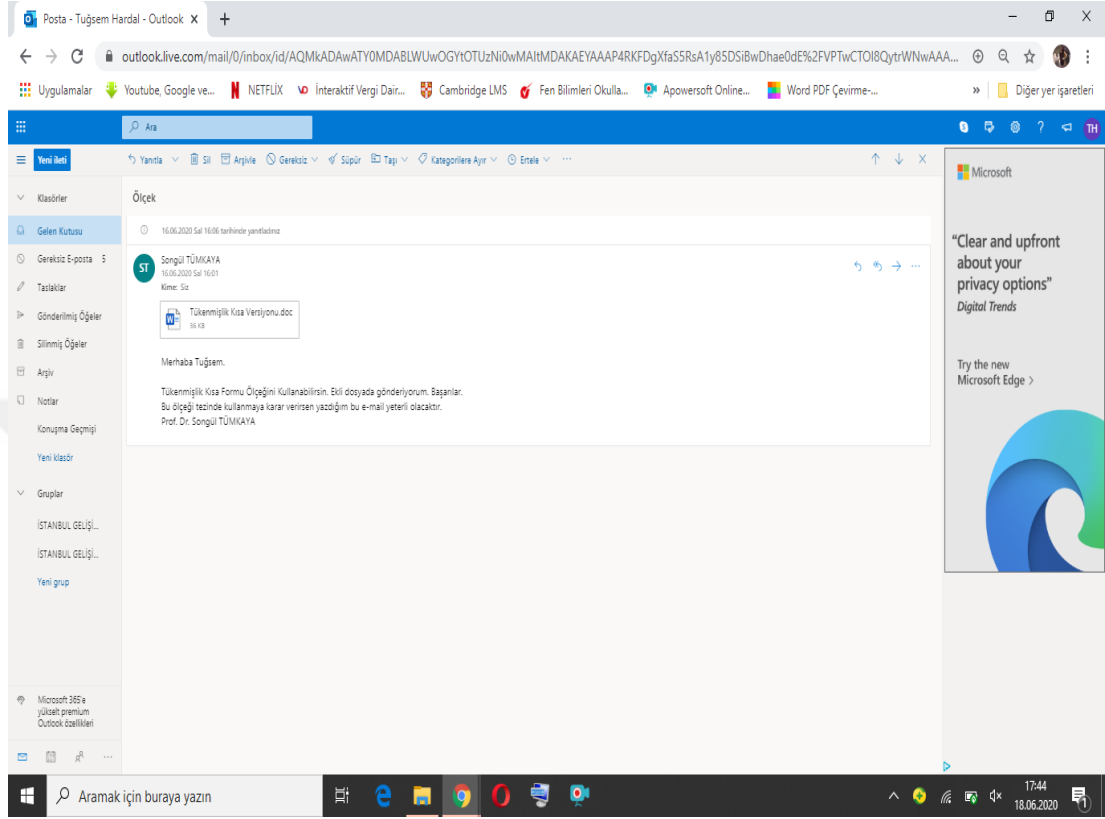 Posta - Tuğsem Hardal - Outlook
outlook.live.com/mail/0/inbox/id/
Uygulamalar Youtube, Google ve... NETFLİX İnteraktif Vergi Dair... Cambridge LMS Fen Bilimleri Okulla... Apowersoft Online... Word PDF Çevirme-... » Diğer yer işaretleri
Ara
TH
Yeni ileti
Yanıtla Sil Arşivle Gereksiz Süpür Taşı Kategorilere Ayır Ertele ...
Klasörler
Gelen Kutusu
Gereksiz E-posta 5
Taslaklar
Gönderilmiş Öğeler
Silinmiş Öğeler
Arşiv
Notlar
Konuşma Geçmişi
Yeni klasör
Gruplar
İSTANBUL GELİŞİ...
İSTANBUL GELİŞİ...
Yeni grup
Microsoft 365'e
yükselt premium
Outlook özellikleri
Ölçek
16.06.2020 Sal 16:06 tarihinde yanıtladınız
ST
Songül TÜMKAYA
16.06.2020 Sal 16:01
Kime: Siz
Tükenmişlik Kısa Versiyonu.doc
36 KB
Merhaba Tuğsem.
Tükenmişlik Kısa Formu Ölçeğini Kullanabilirsin. Ekli dosyada gönderiyorum. Başarılar.
Bu ölçeği tezinde kullanmaya karar verirsen yazdığım bu e-mail yeterli olacaktır.
Prof. Dr. Songül TÜMKAYA
Microsoft
“Clear and upfront
about your
privacy options”
Digital Trends
Try the new
Microsoft Edge >
Aramak için buraya yazın
17:44
18.06.2020
1